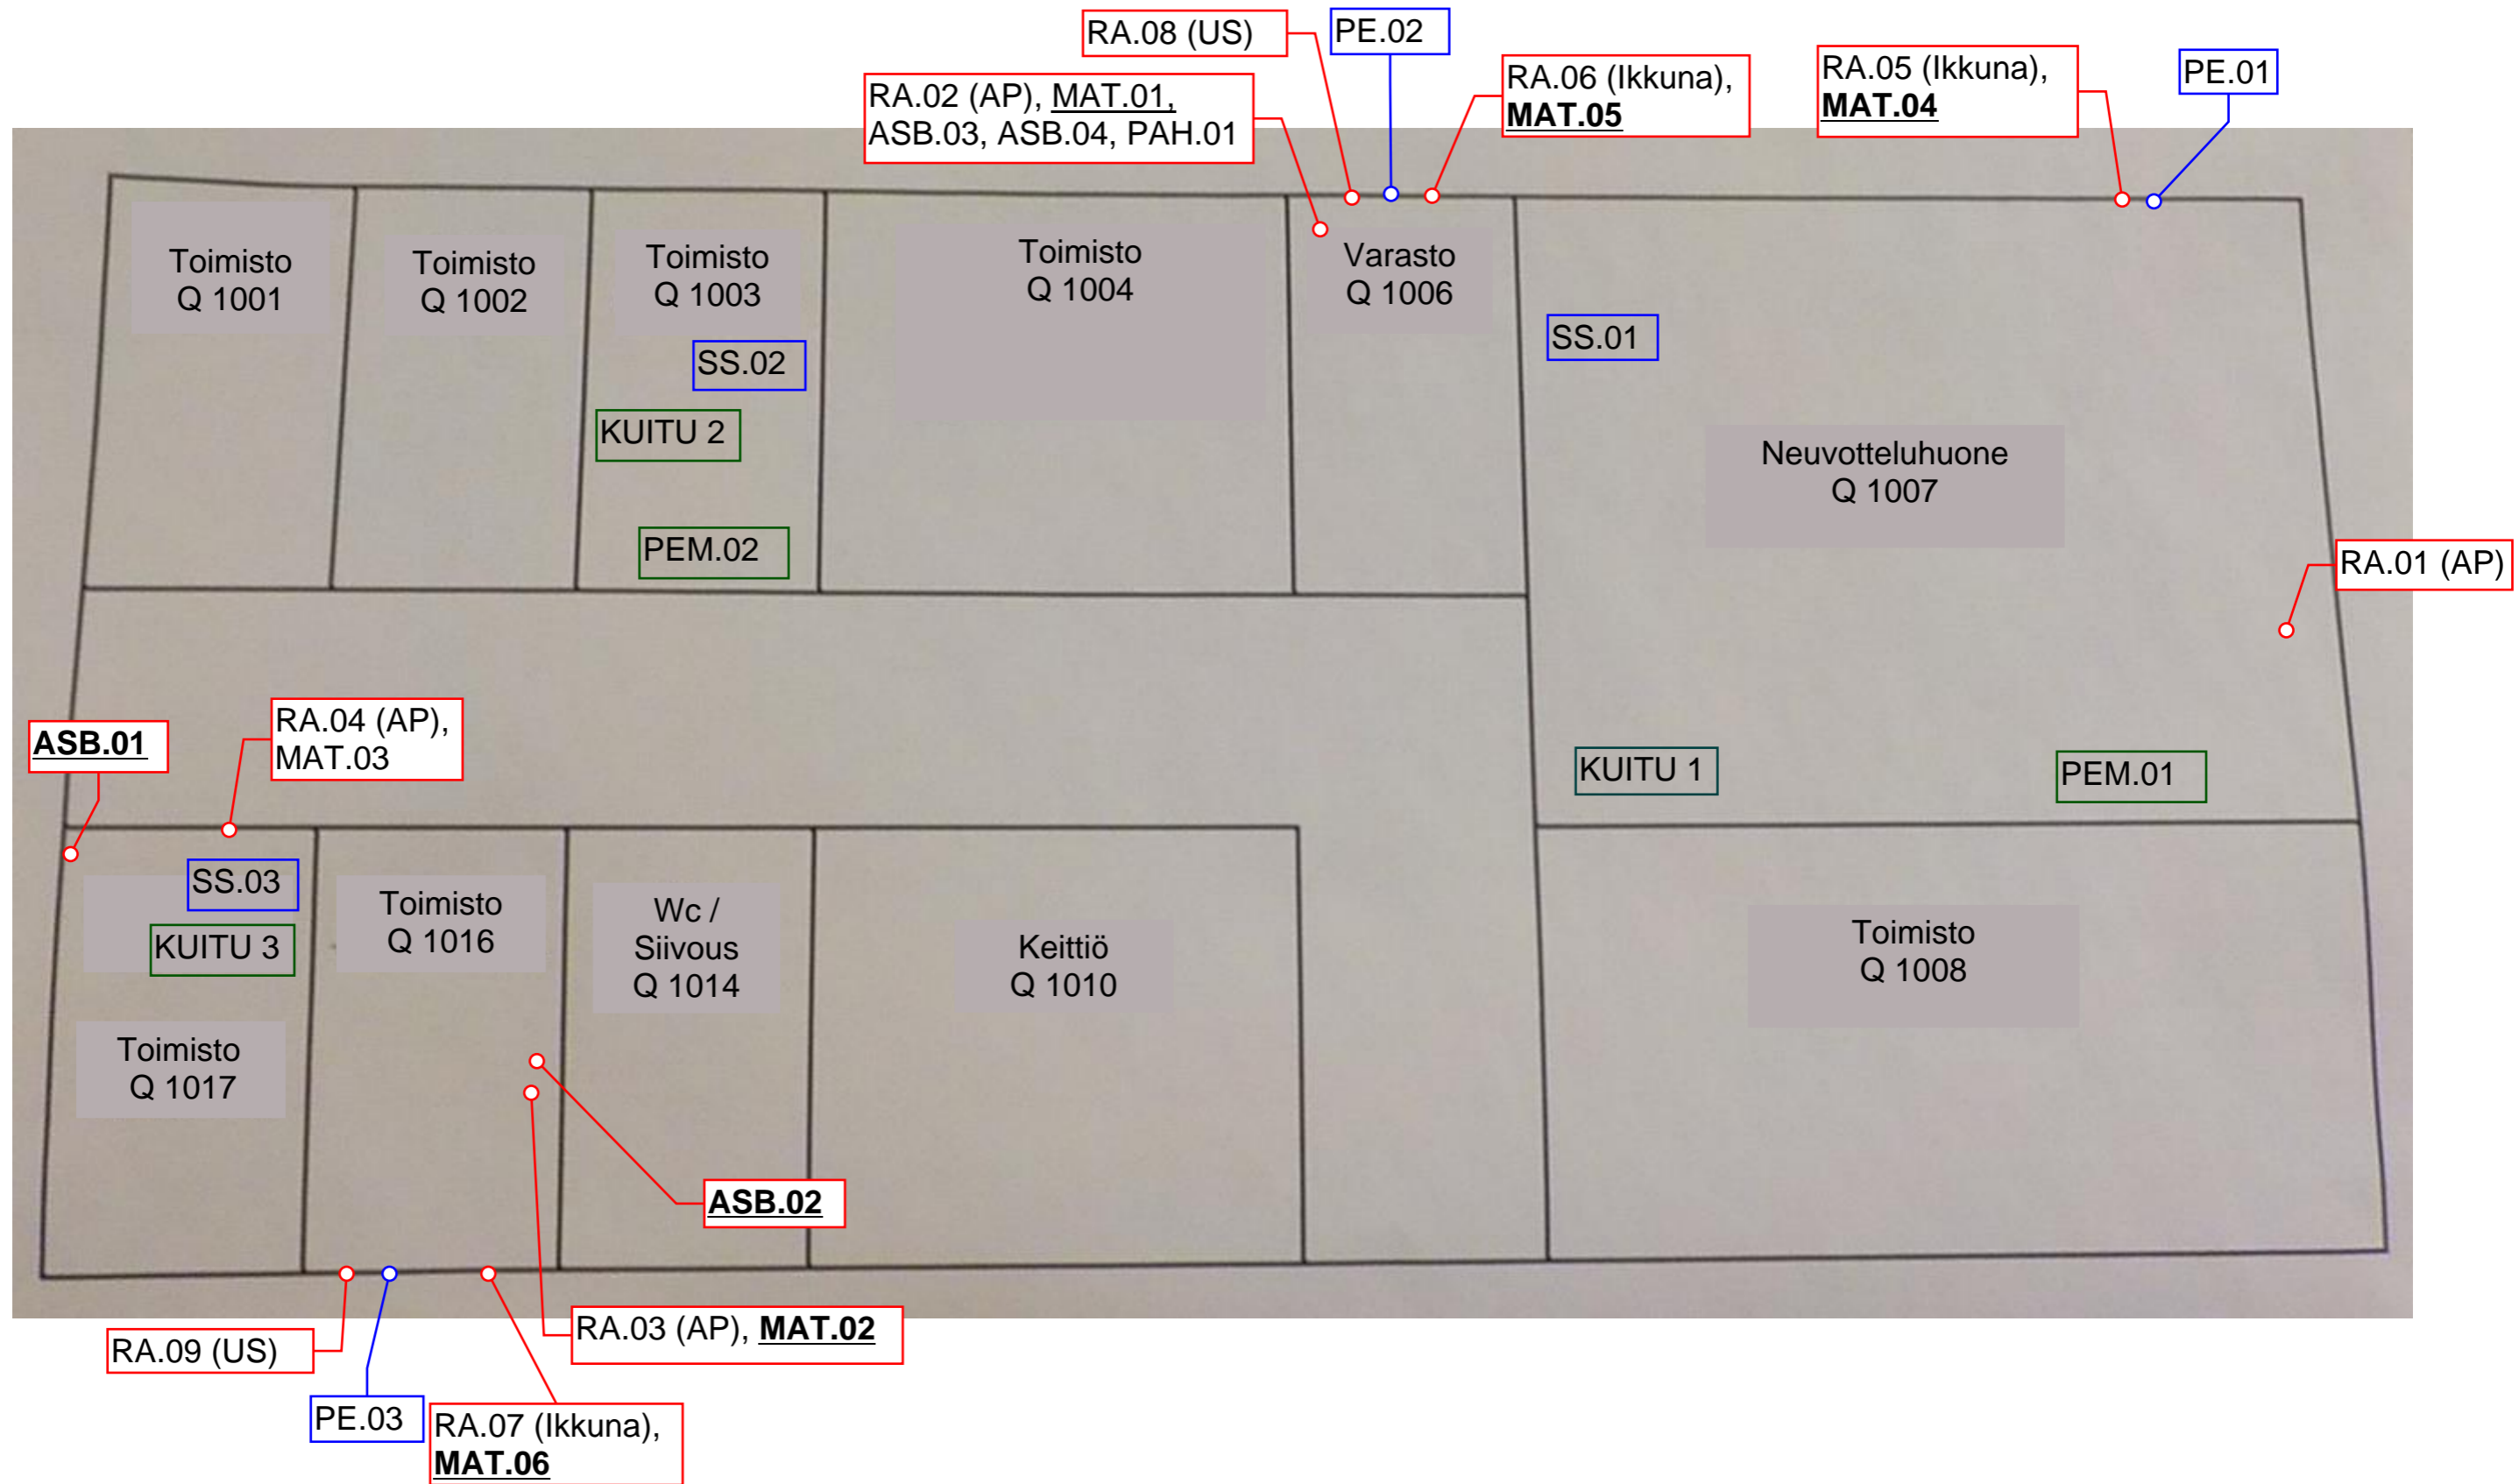 RA.08 (US)
PE.02
RA.02 (AP), MAT.01,
ASB.03, ASB.04, PAH.01
RA.06 (Ikkuna),
MAT.05
RA.05 (Ikkuna),
MAT.04
PE.01
Toimisto
Q 1001
Toimisto
Q 1002
Toimisto
Q 1003
Toimisto
Q 1004
Varasto
Q 1006
SS.02
SS.01
KUITU 2
Neuvotteluhuone
Q 1007
PEM.02
RA.01 (AP)
ASB.01
RA.04 (AP),
MAT.03
KUITU 1
PEM.01
SS.03
KUITU 3
Toimisto
Q 1016
Wc /
Siivous
Q 1014
Keittiö
Q 1010
Toimisto
Q 1008
Toimisto
Q 1017
ASB.02
RA.09 (US)
RA.03 (AP), MAT.02
PE.03
RA.07 (Ikkuna),
MAT.06